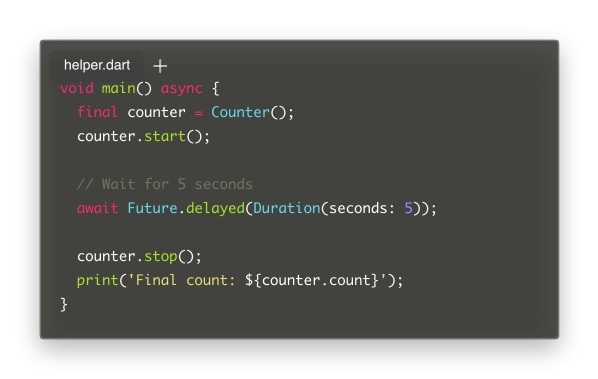 helper.dart +
void main() async {
  final counter = Counter();
  counter.start();

  // Wait for 5 seconds
  await Future.delayed(Duration(seconds: 5));

  counter.stop();
  print('Final count: ${counter.count}');
}